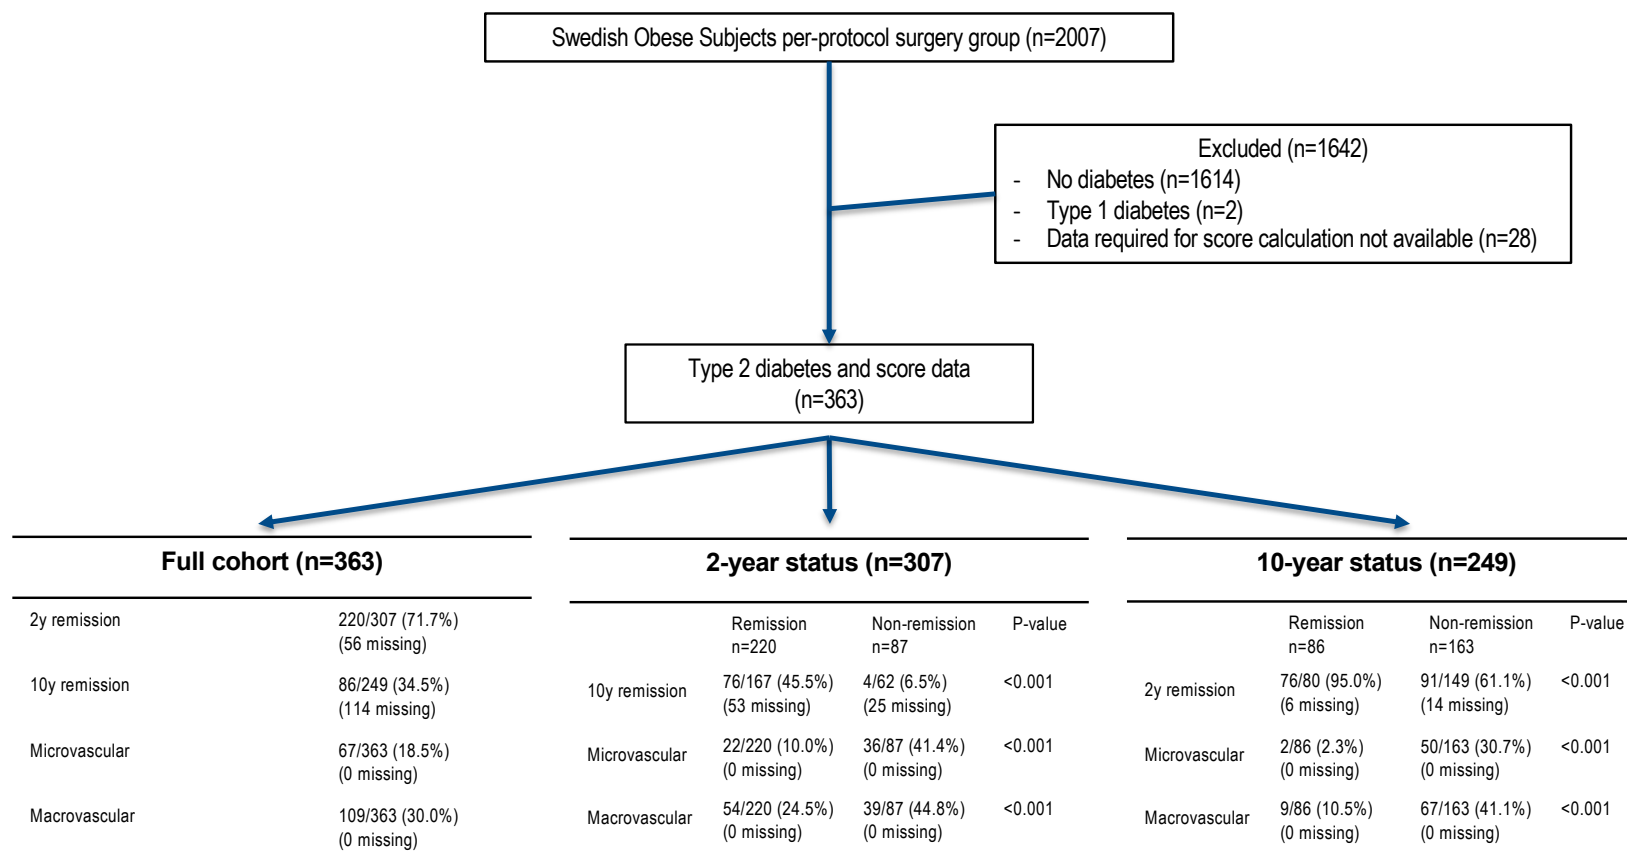 Swedish Obese Subjects per-protocol surgery group (n=2007)
Excluded (n=1642)
- No diabetes (n=1614)
- Type 1 diabetes (n=2)
- Data required for score calculation not available (n=28)
Type 2 diabetes and score data
(n=363)
Full cohort (n=363)
2y remission 220/307 (71.7%)
(56 missing)
10y remission 86/249 (34.5%)
(114 missing)
Microvascular 67/363 (18.5%)
(0 missing)
Macrovascular 109/363 (30.0%)
(0 missing)
2-year status (n=307)
Remission Non-remission P-value
n=220 n=87
10y remission 76/167 (45.5%) 4/62 (6.5%) <0.001
(53 missing) (25 missing)
Microvascular 22/220 (10.0%) 36/87 (41.4%) <0.001
(0 missing) (0 missing)
Macrovascular 54/220 (24.5%) 39/87 (44.8%) <0.001
(0 missing) (0 missing)
10-year status (n=249)
Remission Non-remission P-value
n=86 n=163
2y remission 76/80 (95.0%) 91/149 (61.1%) <0.001
(6 missing) (14 missing)
Microvascular 2/86 (2.3%) 50/163 (30.7%) <0.001
(0 missing) (0 missing)
Macrovascular 9/86 (10.5%) 67/163 (41.1%) <0.001
(0 missing) (0 missing)